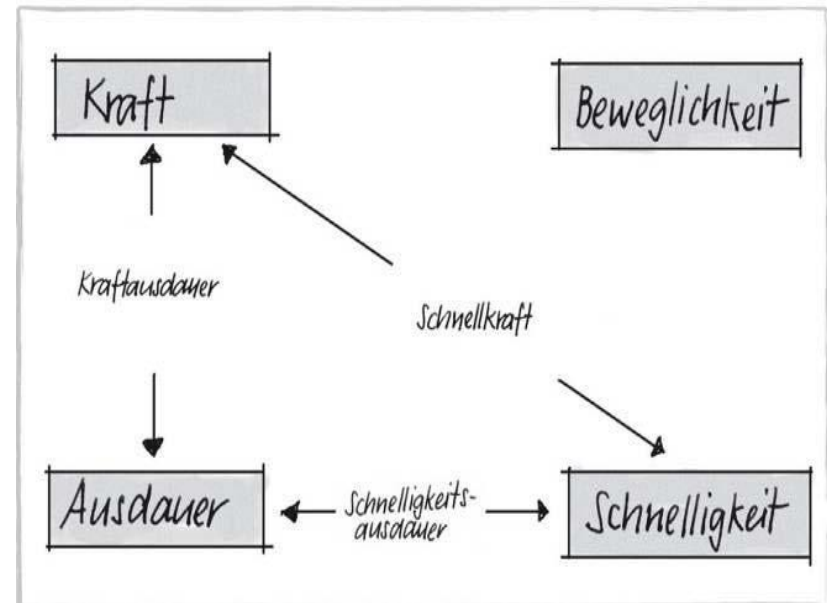 Kraft
Beweglichkeit
Kraftausdauer
Schnellkraft
Ausdauer
Schnelligkeits-
ausdauer
Schnelligkeit